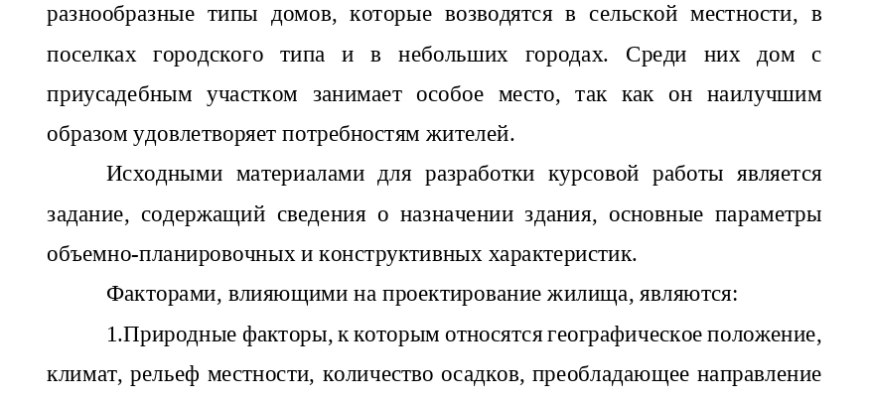 разнообразные типы домов, которые возводятся в сельской местности, в
поселках городского типа и в небольших городах. Среди них дом с
приусадебным участком занимает особое место, так как он наилучшим
образом удовлетворяет потребностям жителей.
Исходными материалами для разработки курсовой работы является
задание, содержащий сведения о назначении здания, основные параметры
объемно-планировочных и конструктивных характеристик.
Факторами, влияющими на проектирование жилища, являются:
1.Природные факторы, к которым относятся географическое положение,
климат, рельеф местности, количество осадков, преобладающее направление